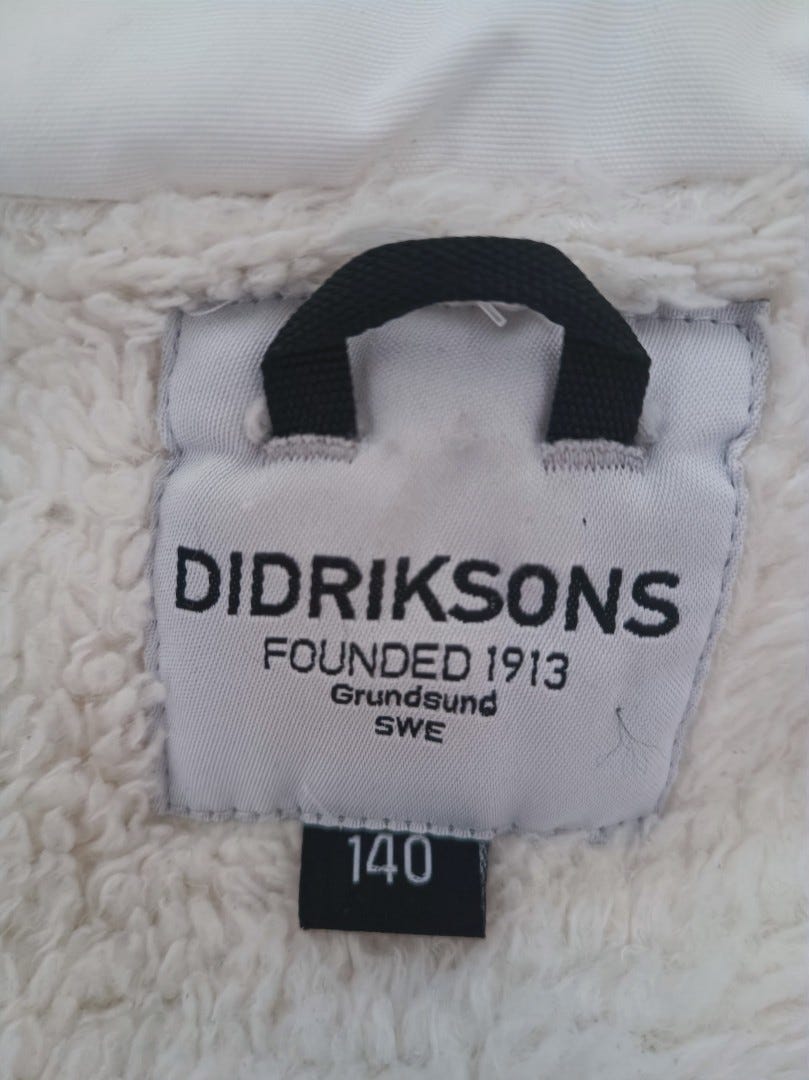 DIDRIKSONS
FOUNDED 1913
Grundsund
SWE
140